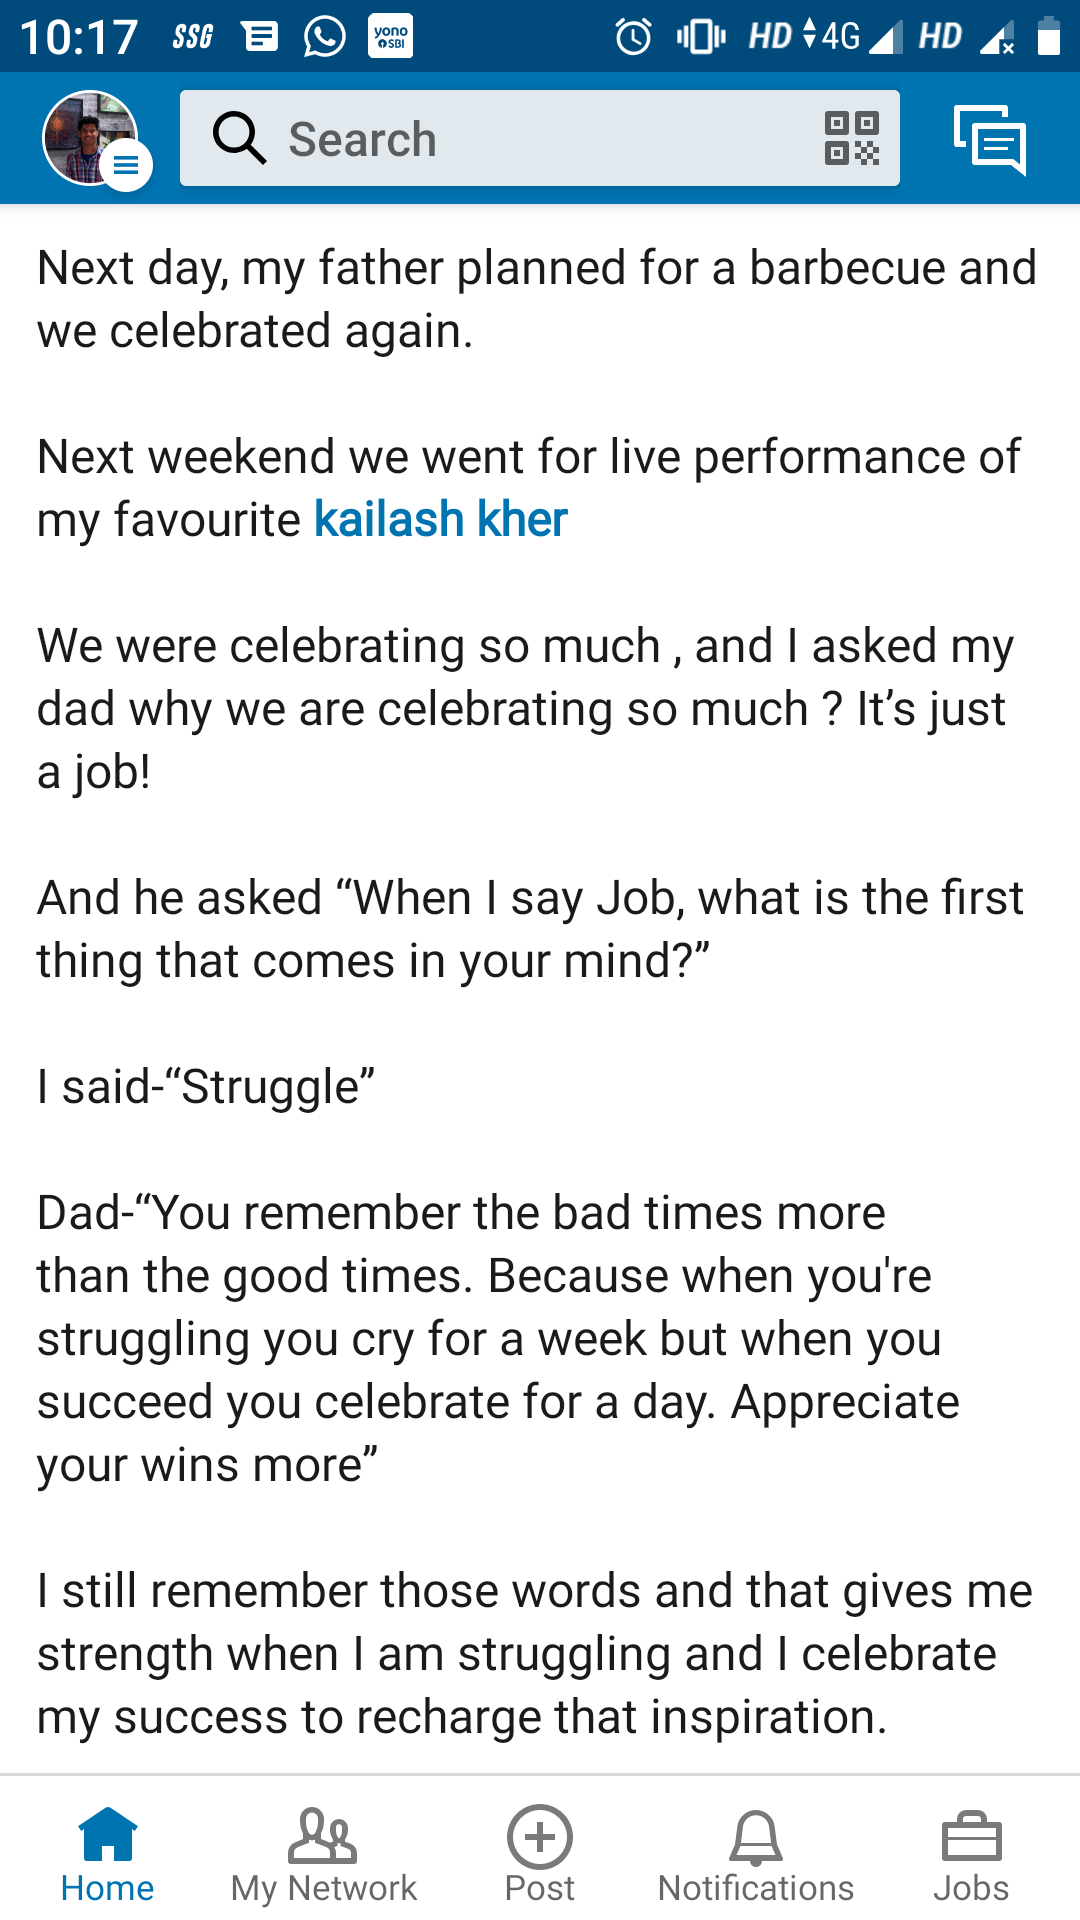 10:17 SSG yono SBI HD 4G HD
Search
Next day, my father planned for a barbecue and
we celebrated again.
Next weekend we went for live performance of
my favourite kailash kher
We were celebrating so much , and I asked my
dad why we are celebrating so much ? It’s just
a job!
And he asked “When I say Job, what is the first
thing that comes in your mind?”
I said-“Struggle”
Dad-“You remember the bad times more
than the good times. Because when you're
struggling you cry for a week but when you
succeed you celebrate for a day. Appreciate
your wins more”
I still remember those words and that gives me
strength when I am struggling and I celebrate
my success to recharge that inspiration.
Home My Network Post Notifications Jobs